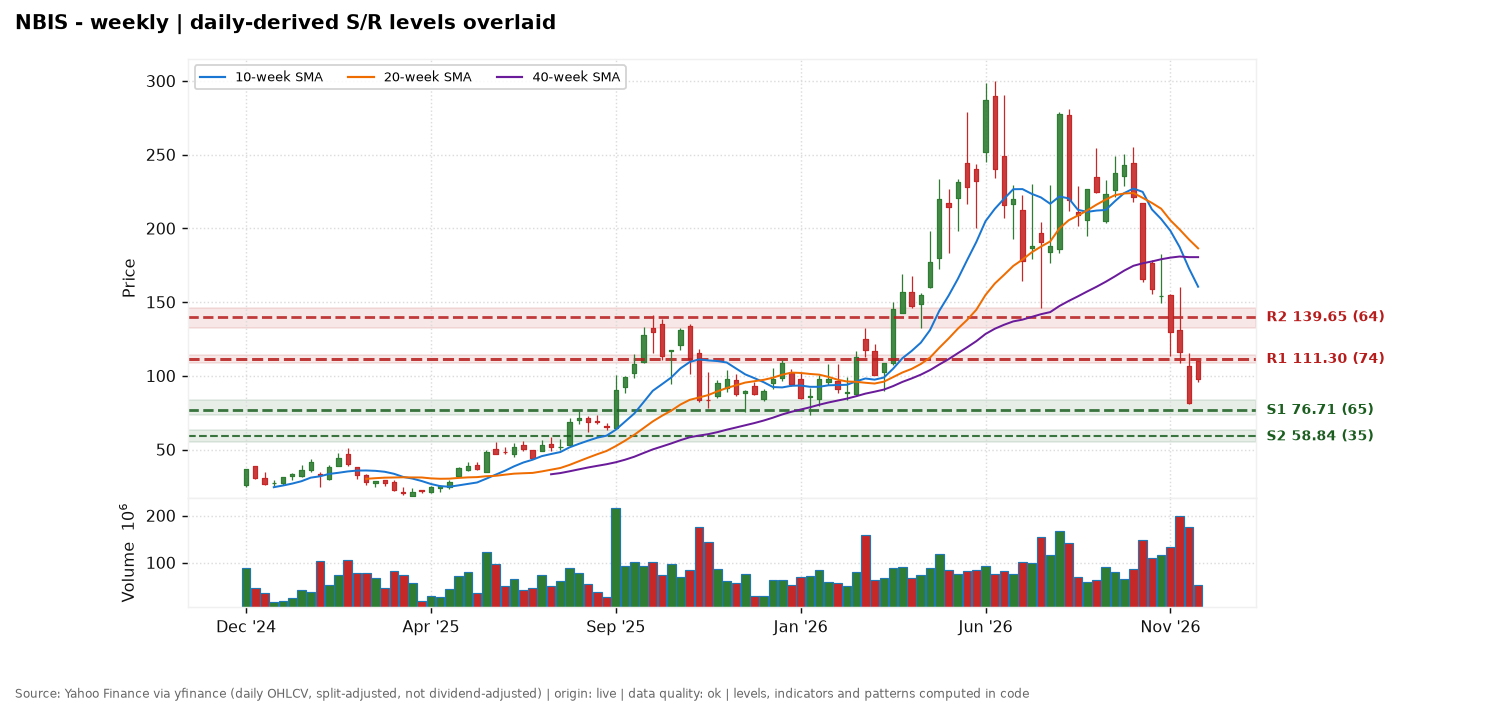 NBIS - weekly | daily-derived S/R levels overlaid
10-week SMA 20-week SMA 40-week SMA
300
250
200
150
100
50
Price
R2 139.65 (64)
R1 111.30 (74)
S1 76.71 (65)
S2 58.84 (35)
200
100
Volume 10⁶
Dec '24 Apr '25 Sep '25 Jan '26 Jun '26 Nov '26
Source: Yahoo Finance via yfinance (daily OHLCV, split-adjusted, not dividend-adjusted) | origin: live | data quality: ok | levels, indicators and patterns computed in code